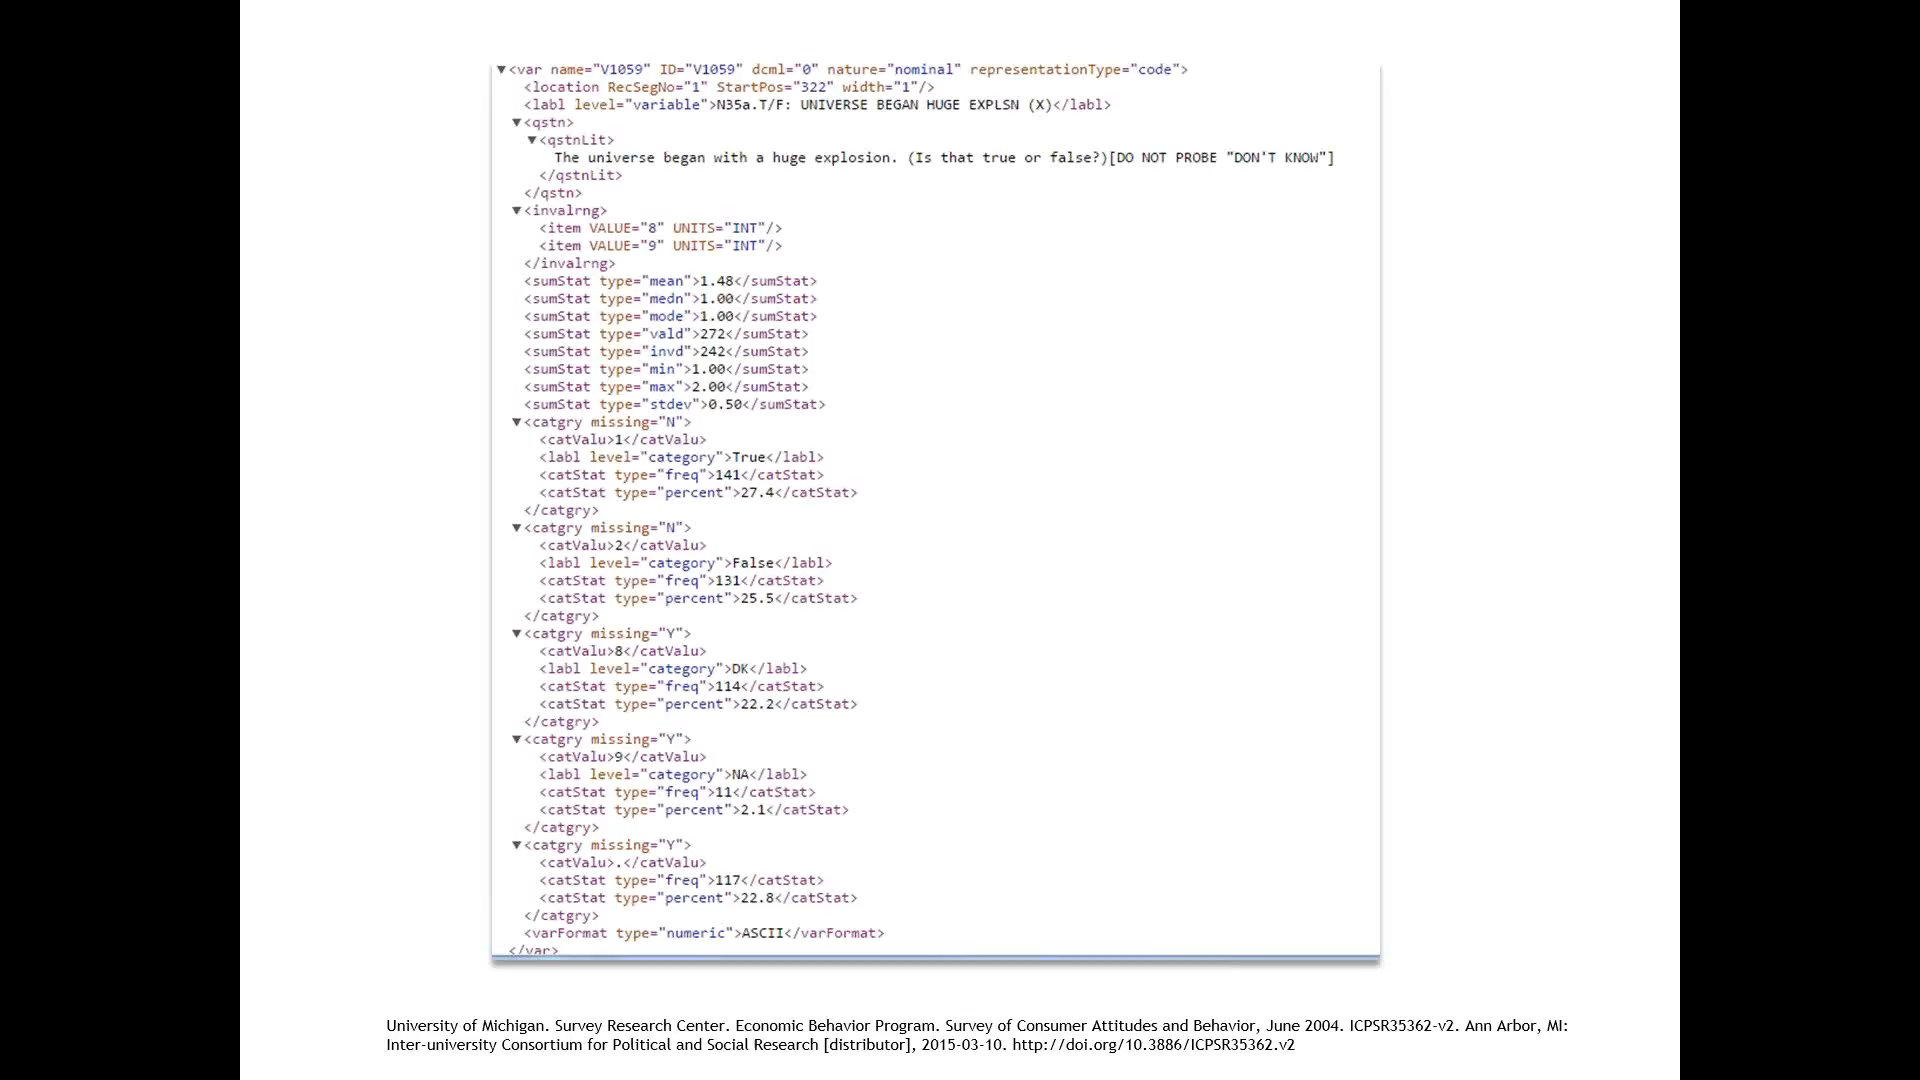 ▼<var name="V1059" ID="V1059" dcml="0" nature="nominal" representationType="code">
<location RecSegNo="1" StartPos="322" width="1"/>
<labl level="variable">N35a.T/F: UNIVERSE BEGAN HUGE EXPLSN (X)</labl>
▼<qstn>
▼<qstnLit>
The universe began with a huge explosion. (Is that true or false?)[DO NOT PROBE "DON'T KNOW"]
</qstnLit>
</qstn>
▼<invalrng>
<item VALUE="8" UNITS="INT"/>
<item VALUE="9" UNITS="INT"/>
</invalrng>
<sumStat type="mean">1.48</sumStat>
<sumStat type="medn">1.00</sumStat>
<sumStat type="mode">1.00</sumStat>
<sumStat type="vald">272</sumStat>
<sumStat type="invd">242</sumStat>
<sumStat type="min">1.00</sumStat>
<sumStat type="max">2.00</sumStat>
<sumStat type="stdev">0.50</sumStat>
▼<catgry missing="N">
<catValu>1</catValu>
<labl level="category">True</labl>
<catStat type="freq">141</catStat>
<catStat type="percent">27.4</catStat>
</catgry>
▼<catgry missing="N">
<catValu>2</catValu>
<labl level="category">False</labl>
<catStat type="freq">131</catStat>
<catStat type="percent">25.5</catStat>
</catgry>
▼<catgry missing="Y">
<catValu>8</catValu>
<labl level="category">DK</labl>
<catStat type="freq">114</catStat>
<catStat type="percent">22.2</catStat>
</catgry>
▼<catgry missing="Y">
<catValu>9</catValu>
<labl level="category">NA</labl>
<catStat type="freq">11</catStat>
<catStat type="percent">2.1</catStat>
</catgry>
▼<catgry missing="Y">
<catValu>.</catValu>
<catStat type="freq">117</catStat>
<catStat type="percent">22.8</catStat>
</catgry>
<varFormat type="numeric">ASCII</varFormat>
</var>
University of Michigan. Survey Research Center. Economic Behavior Program. Survey of Consumer Attitudes and Behavior, June 2004. ICPSR35362-v2. Ann Arbor, MI:
Inter-university Consortium for Political and Social Research [distributor], 2015-03-10. http://doi.org/10.3886/ICPSR35362.v2